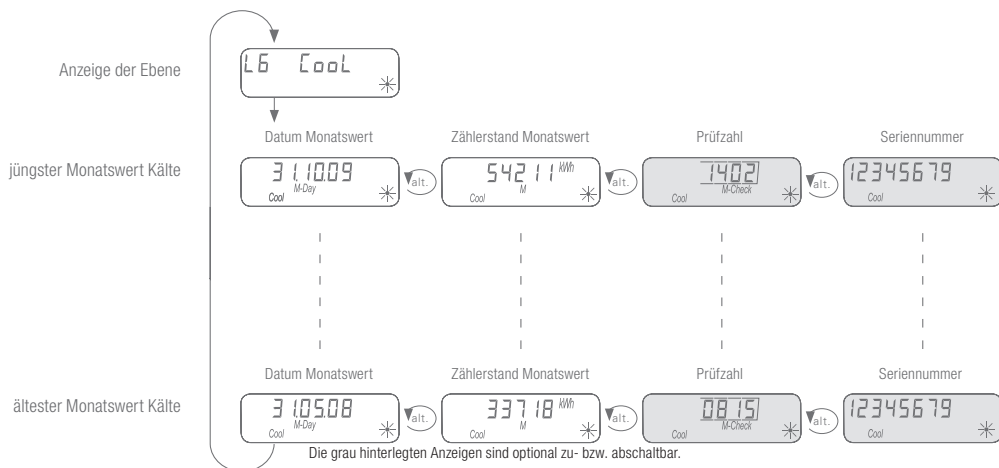 Anzeige der Ebene
L6 Cool
Datum Monatswert Zählerstand Monatswert Prüfzahl Seriennummer
jüngster Monatswert Kälte
31.10.09 M-Day Cool alt. 54211 kWh M Cool alt. 1402 M-Check Cool alt. 12345679 Cool
Datum Monatswert Zählerstand Monatswert Prüfzahl Seriennummer
ältester Monatswert Kälte
31.05.08 M-Day Cool alt. 33718 kWh M Cool alt. 0815 M-Check Cool alt. 12345679 Cool
Die grau hinterlegten Anzeigen sind optional zu- bzw. abschaltbar.